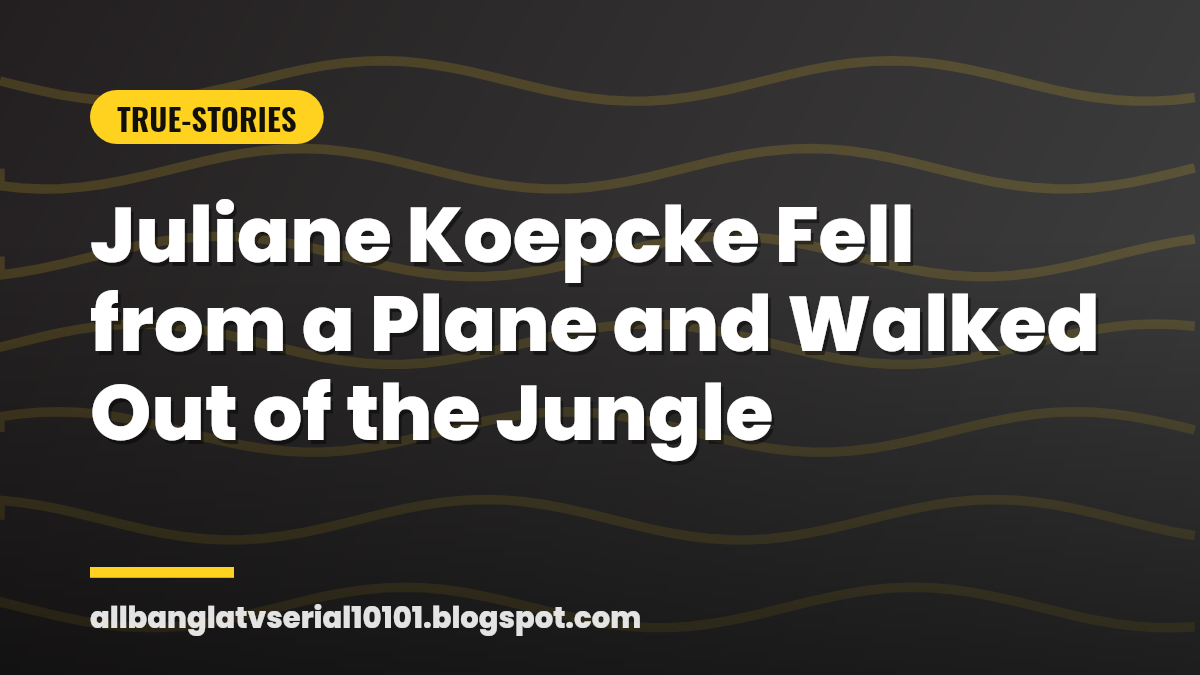 TRUE-STORIES
Juliane Koepcke Fell
from a Plane and Walked
Out of the Jungle
allbanglatvserial10101.blogspot.com